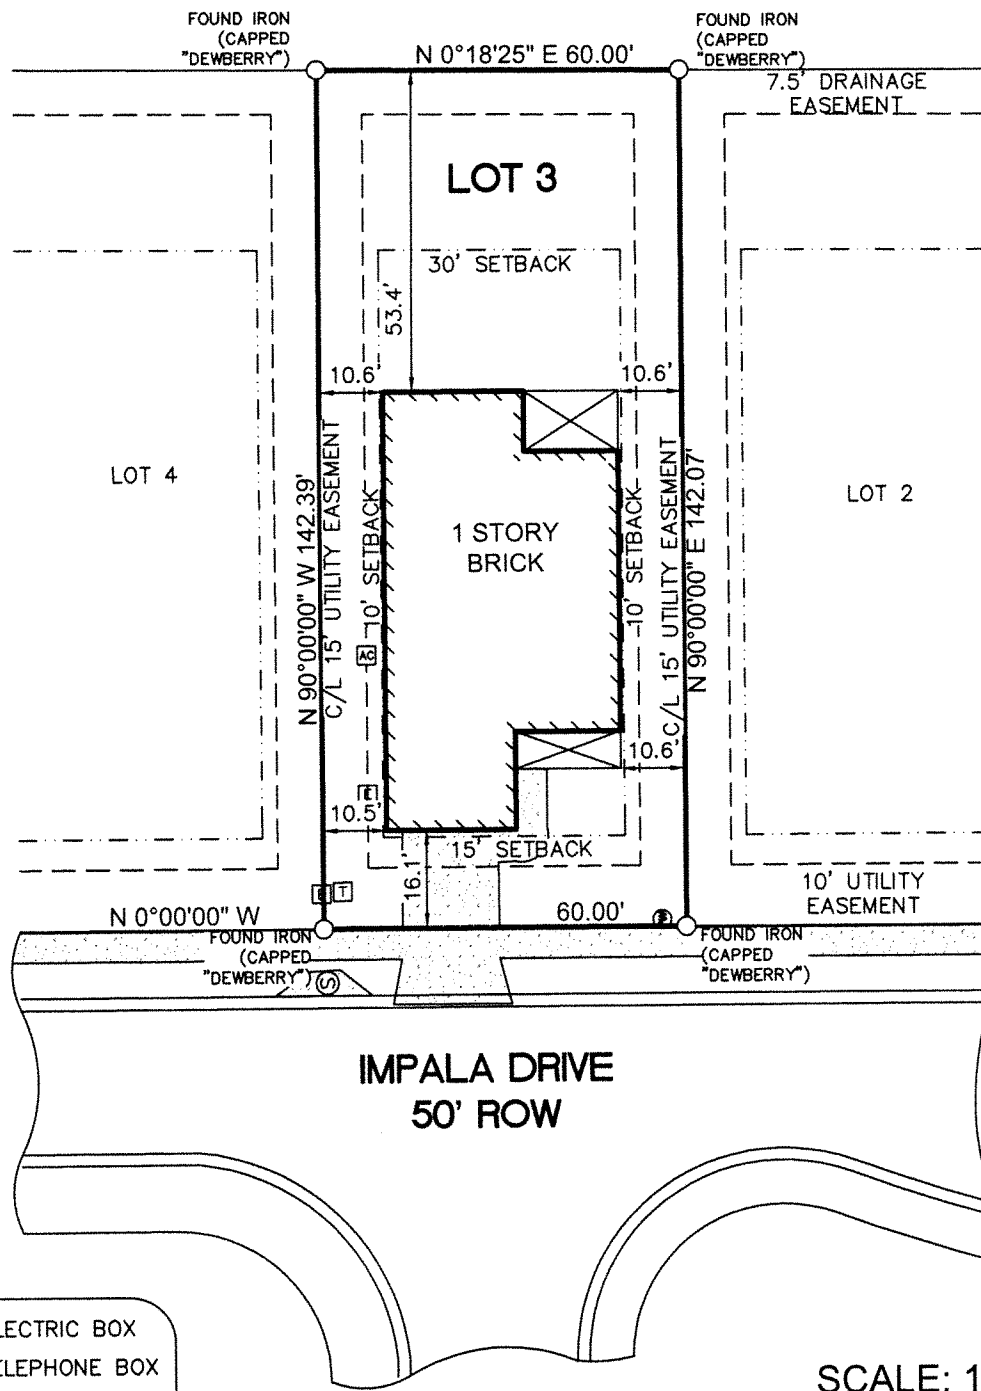 FOUND IRON
(CAPPED
"DEWBERRY")
N 0°18'25" E 60.00'
FOUND IRON
(CAPPED
"DEWBERRY")
7.5' DRAINAGE
EASEMENT
LOT 3
30' SETBACK
53.4'
10.6'
10.6'
LOT 4
N 90°00'00" W 142.39'
C/L 15' UTILITY EASEMENT
10' SETBACK
1 STORY
BRICK
10' SETBACK
C/L 15' UTILITY EASEMENT
N 90°00'00" E 142.07'
LOT 2
AC
E
10.5'
10.6'
16.1'
15' SETBACK
T
10' UTILITY
EASEMENT
N 0°00'00" W
60.00'
FOUND IRON
(CAPPED
"DEWBERRY")
S
FOUND IRON
(CAPPED
"DEWBERRY")
IMPALA DRIVE
50' ROW
LECTRIC BOX
ELEPHONE BOX
SCALE: 1